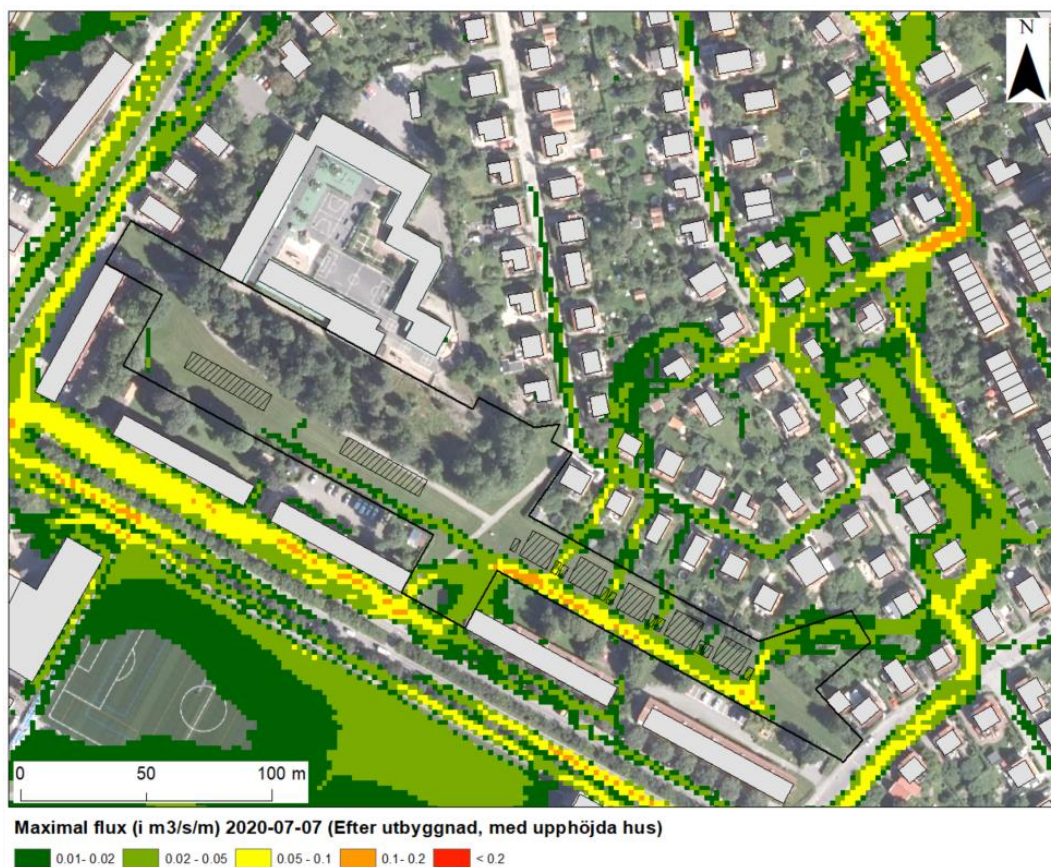 N
0 50 100 m
Maximal flux (i m3/s/m) 2020-07-07 (Efter utbyggnad, med upphöjda hus)
0.01- 0.02 0.02 - 0.05 0.05 - 0.1 0.1- 0.2 < 0.2